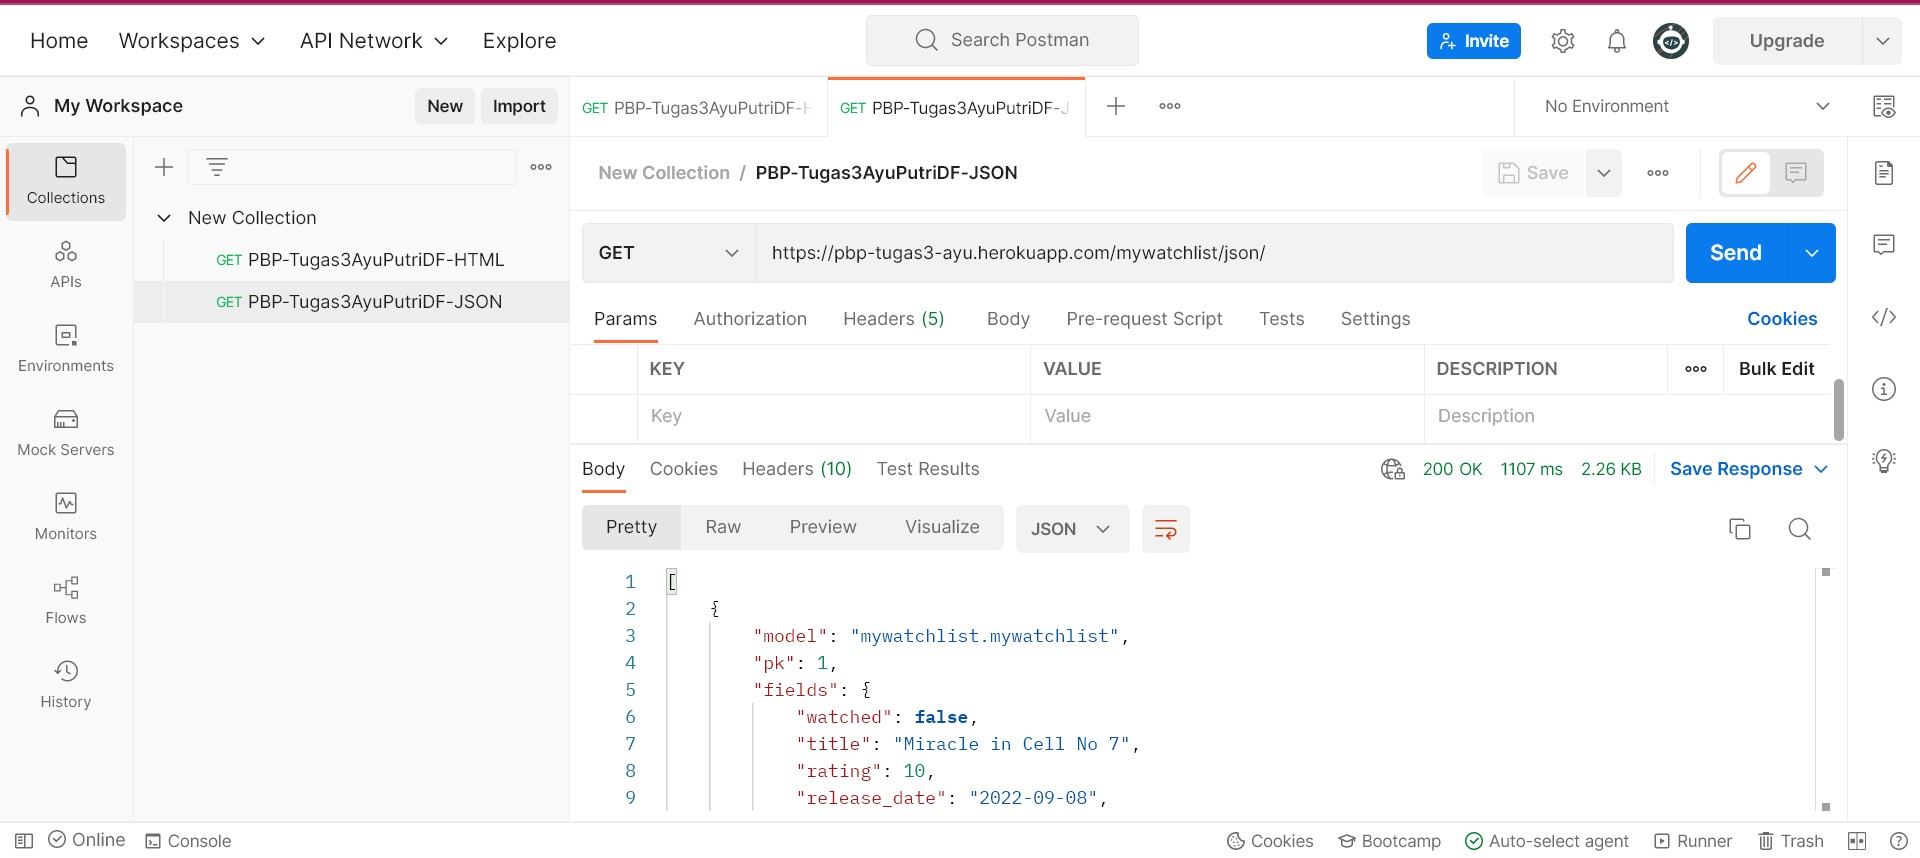 Home Workspaces API Network Explore Search Postman Invite Upgrade
My Workspace New Import GET PBP-Tugas3AyuPutriDF-H GET PBP-Tugas3AyuPutriDF-J No Environment
Collections
APIs
Environments
Mock Servers
Monitors
Flows
History
New Collection
GET PBP-Tugas3AyuPutriDF-HTML
GET PBP-Tugas3AyuPutriDF-JSON
New Collection / PBP-Tugas3AyuPutriDF-JSON Save
GET https://pbp-tugas3-ayu.herokuapp.com/mywatchlist/json/ Send
Params Authorization Headers (5) Body Pre-request Script Tests Settings Cookies
KEY VALUE DESCRIPTION Bulk Edit
Key Value Description
Body Cookies Headers (10) Test Results 200 OK 1107 ms 2.26 KB Save Response
Pretty Raw Preview Visualize JSON
1 [
2 {
3 "model": "mywatchlist.mywatchlist",
4 "pk": 1,
5 "fields": {
6 "watched": false,
7 "title": "Miracle in Cell No 7",
8 "rating": 10,
9 "release_date": "2022-09-08",
Online Console Cookies Bootcamp Auto-select agent Runner Trash